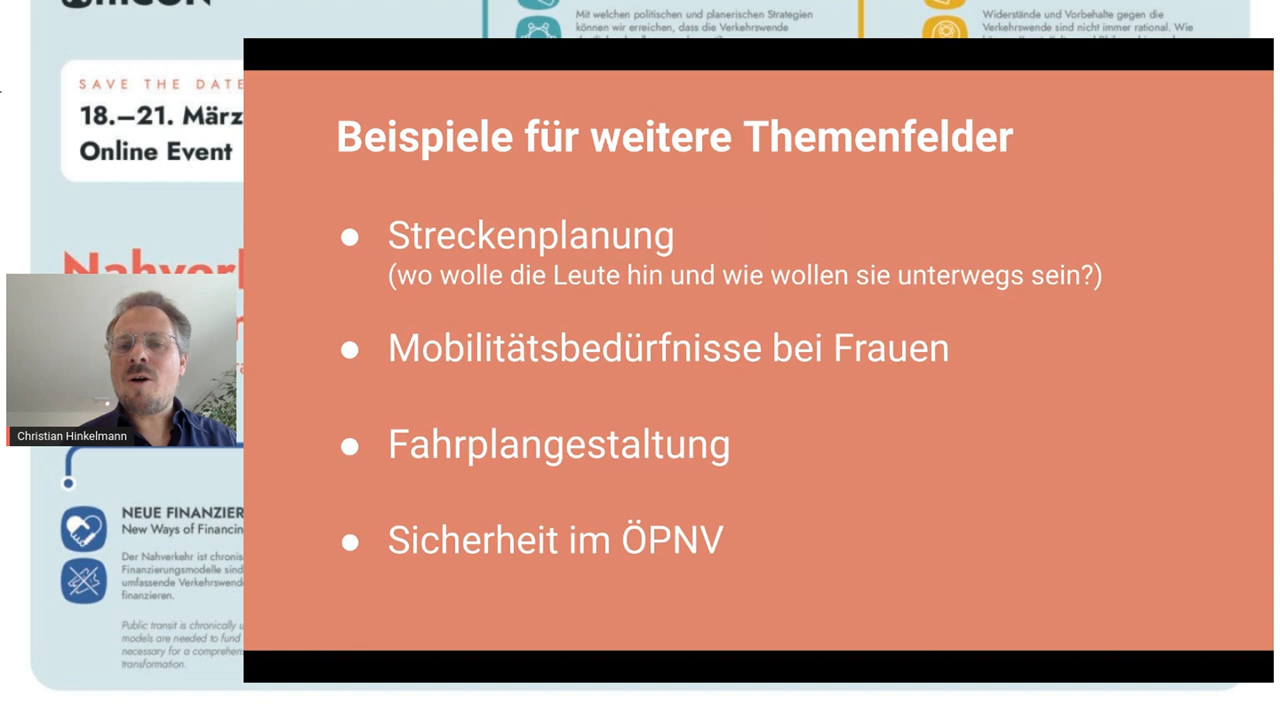 Mit welchen politischen und planerischen Strategien
können wir erreichen, dass die Verkehrswende
Widerstände und Vorbehalte gegen die
Verkehrswende sind nicht immer rational. Wie
SAVE THE DATE
18.–21. März
Online Event
Beispiele für weitere Themenfelder
● Streckenplanung
(wo wolle die Leute hin und wie wollen sie unterwegs sein?)
● Mobilitätsbedürfnisse bei Frauen
● Fahrplangestaltung
● Sicherheit im ÖPNV
Christian Hinkelmann
NEUE FINANZIER
New Ways of Financin
Der Nahverkehr ist chronis
Finanzierungsmodelle sind
umfassende Verkehrswend
finanzieren.
Public transit is chronically u
models are needed to fund
necessary for a comprehen
transformation.